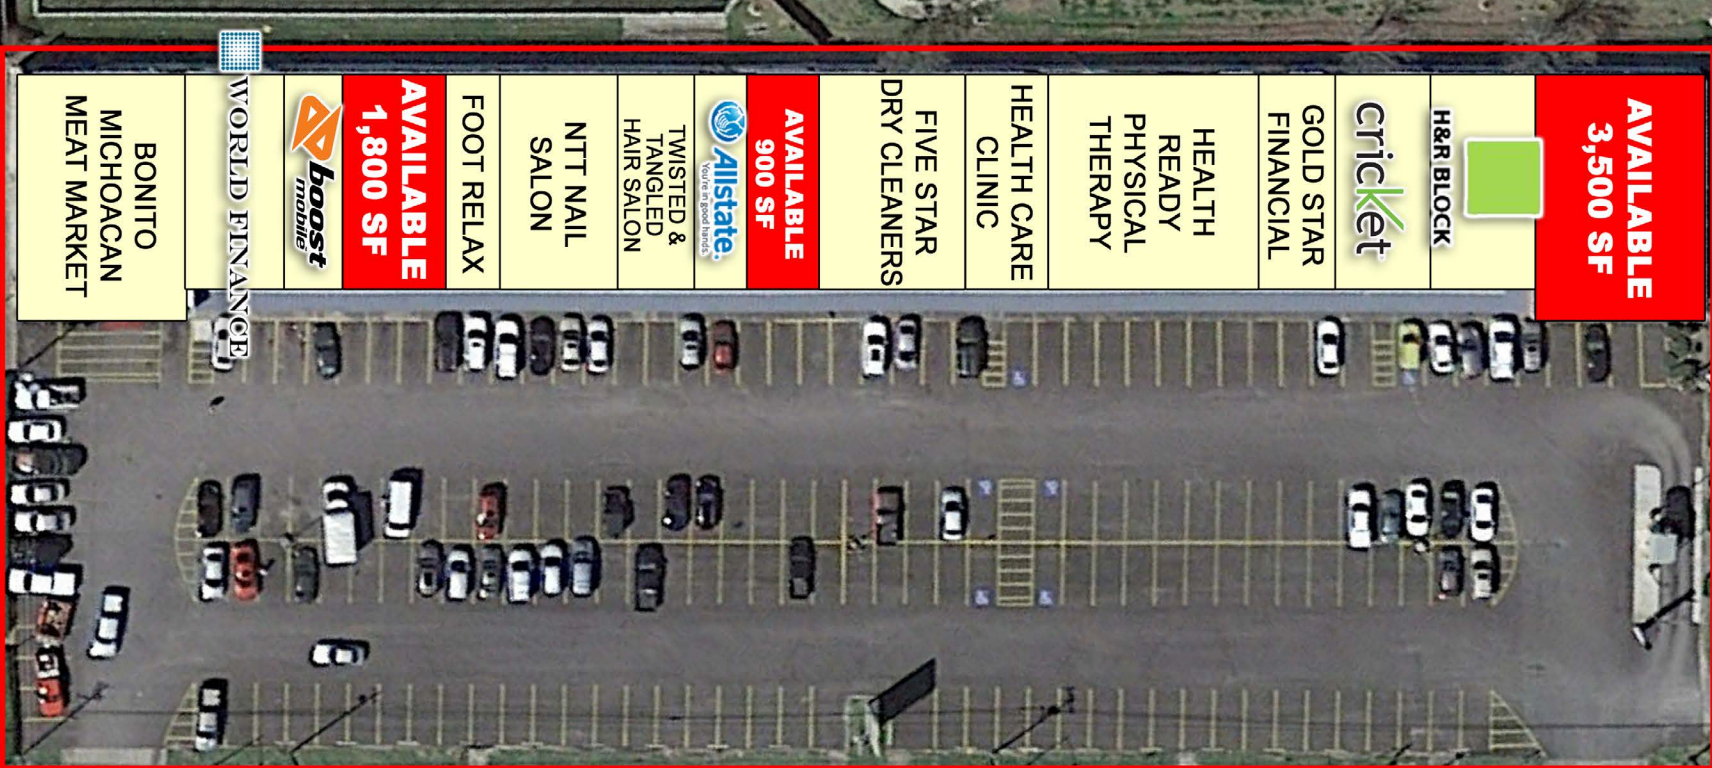 BONITO
MICHOACAN
MEAT MARKET
WORLD FINANCE
boost
mobile®
AVAILABLE
1,800 SF
FOOT RELAX
NTT NAIL
SALON
TWISTED &
TANGLED
HAIR SALON
Allstate.
You're in good hands.
AVAILABLE
900 SF
FIVE STAR
DRY CLEANERS
HEALTH CARE
CLINIC
HEALTH
READY
PHYSICAL
THERAPY
GOLD STAR
FINANCIAL
cricket
H&R BLOCK
AVAILABLE
3,500 SF